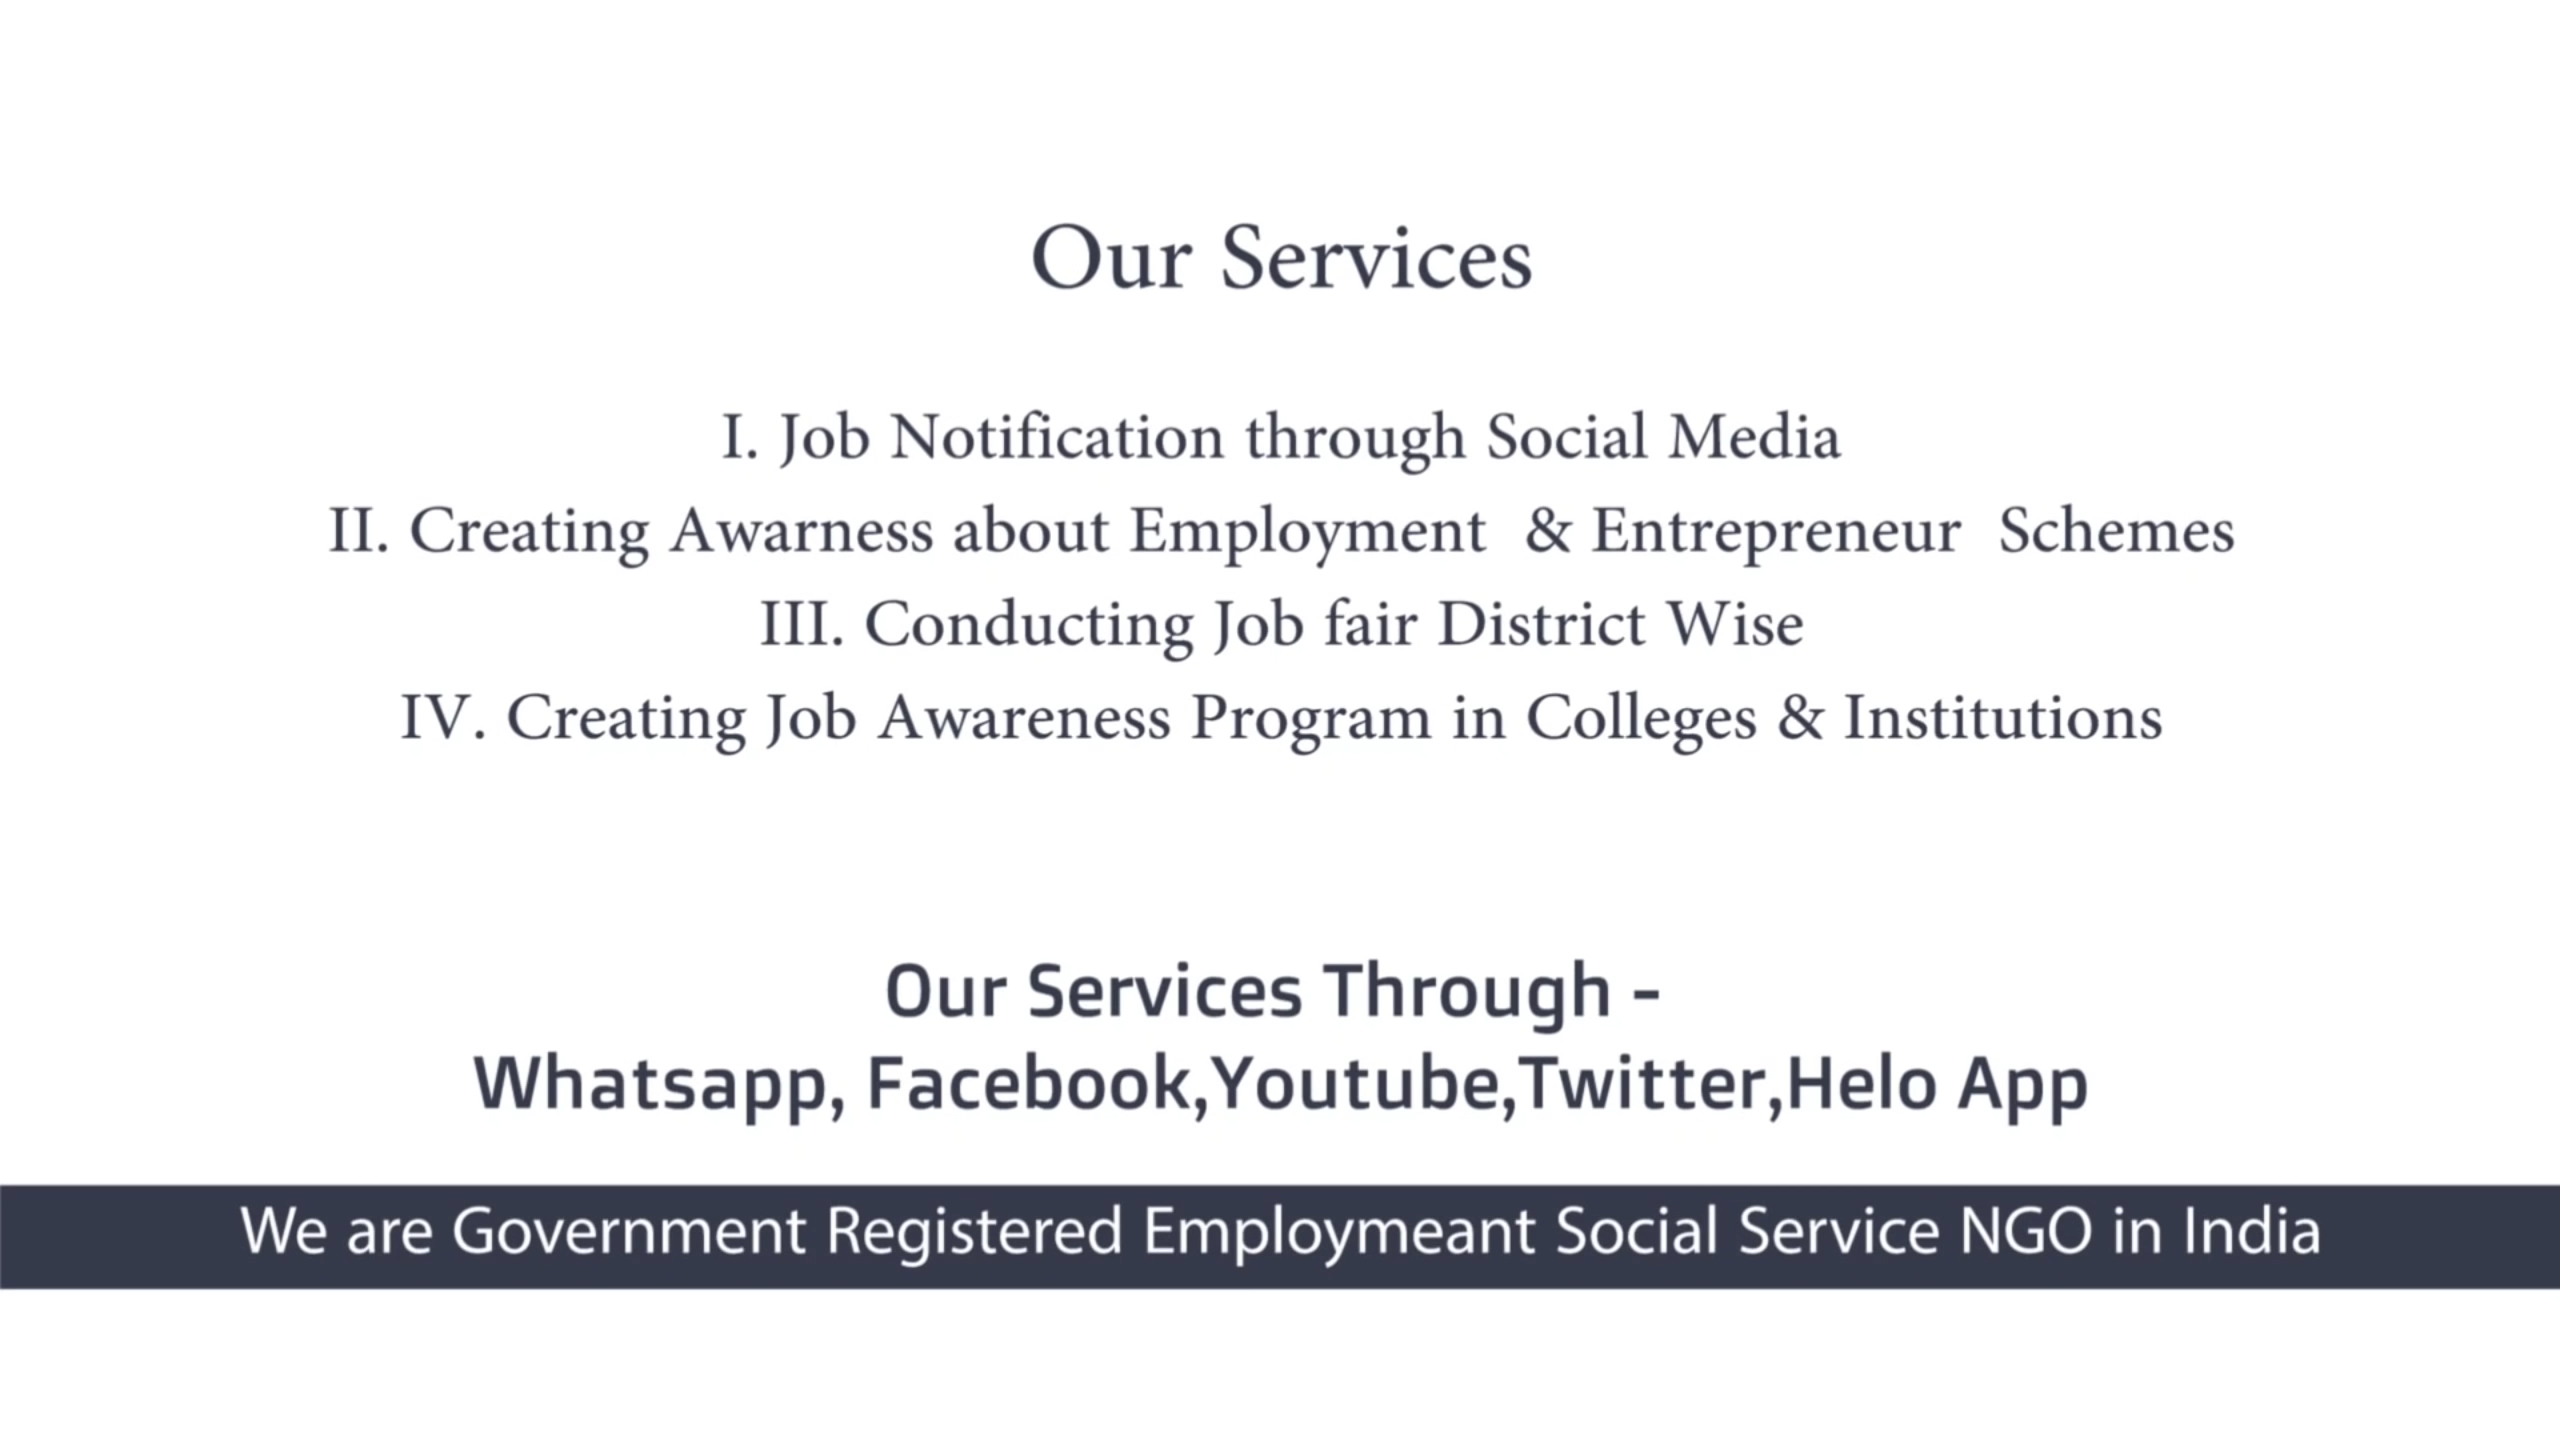 Our Services
I. Job Notification through Social Media
II. Creating Awarness about Employment & Entrepreneur Schemes
III. Conducting Job fair District Wise
IV. Creating Job Awareness Program in Colleges & Institutions
Our Services Through -
Whatsapp, Facebook,Youtube,Twitter,Helo App
We are Government Registered Employmeant Social Service NGO in India